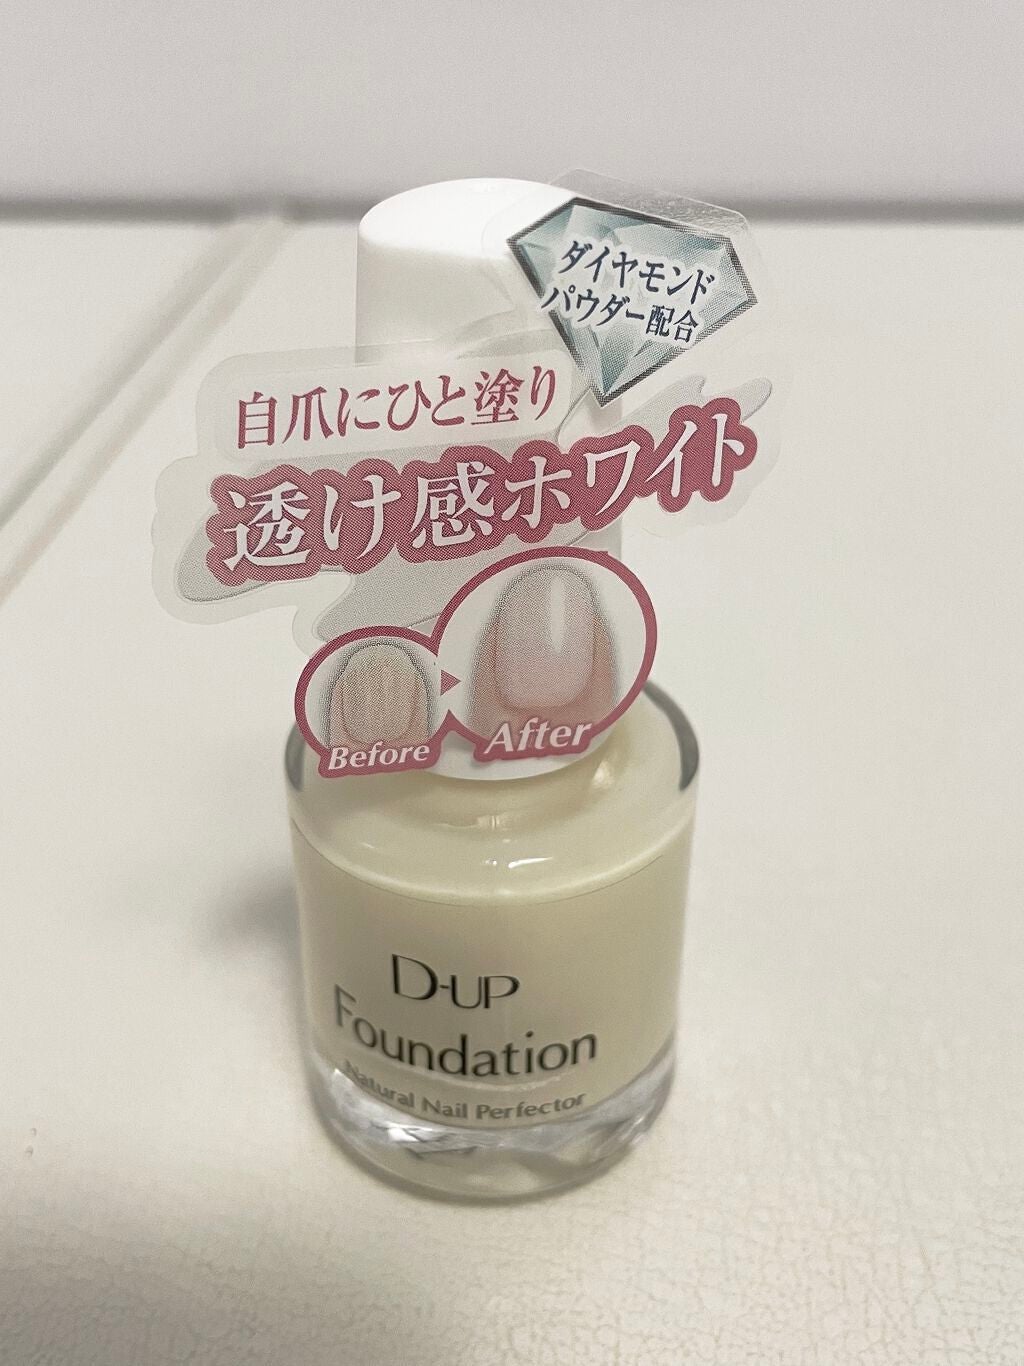 ダイヤモンド
パウダー配合
自爪にひと塗り
透け感ホワイト
Before
After
D-UP
Foundation
Natural Nail Perfector